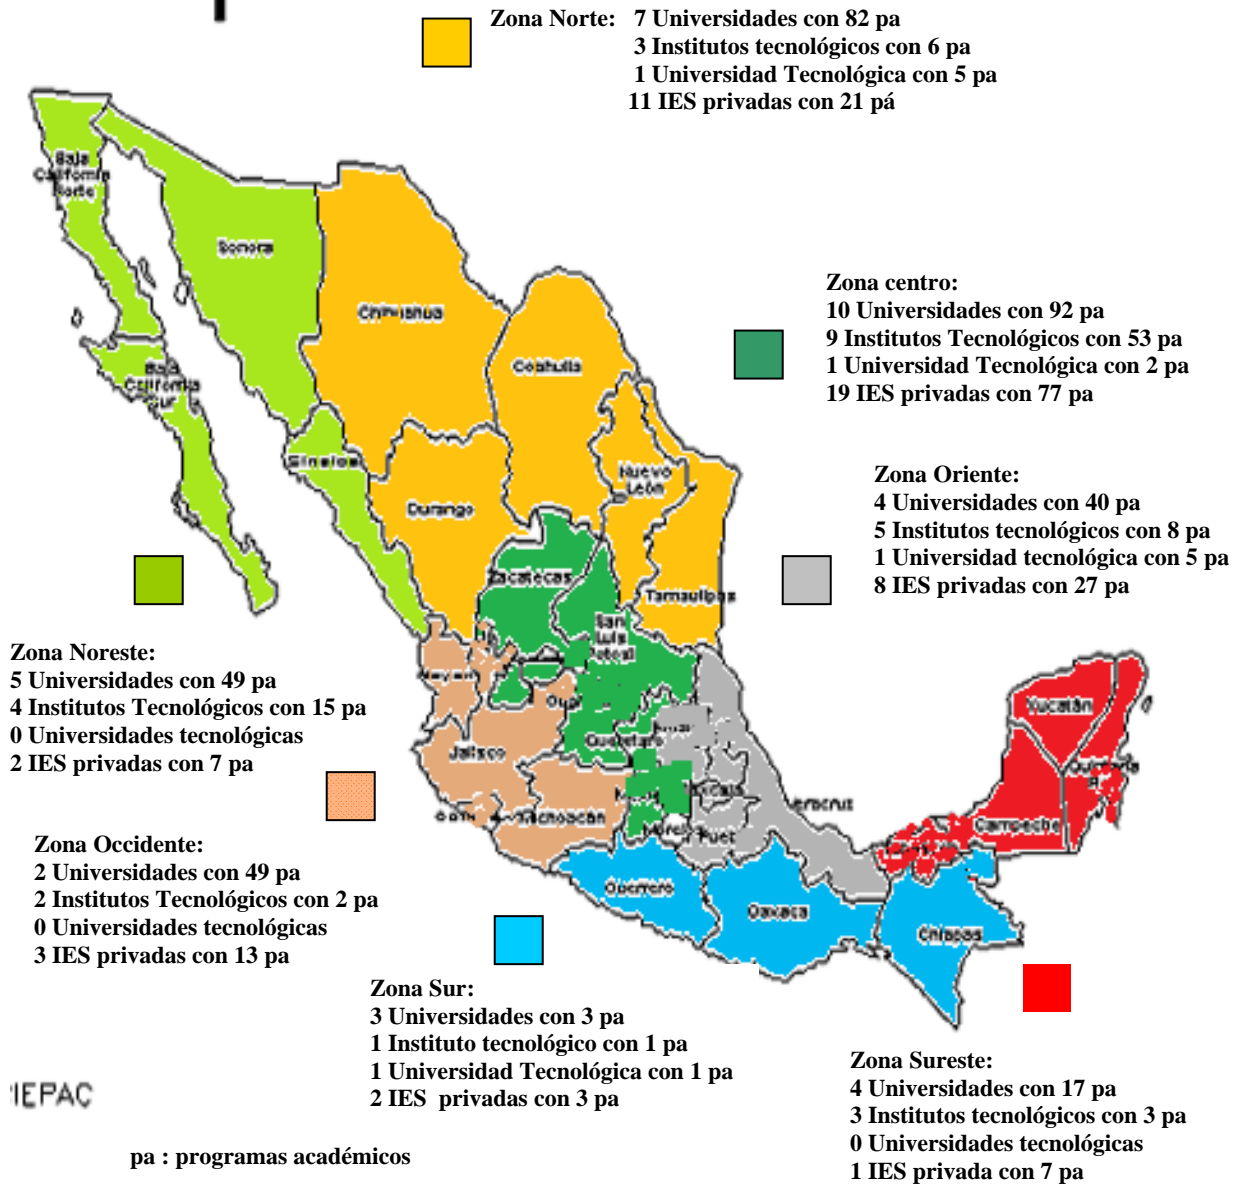 Zona Norte: 7 Universidades con 82 pa
3 Institutos tecnológicos con 6 pa
1 Universidad Tecnológica con 5 pa
11 IES privadas con 21 pá
Baja
California
Norte
Sonora
Chihuahua
Coahuila
Baja
California
Sur
Sinaloa
Nuevo
León
Durango
Zacatecas
Tamaulipas
San
Luis
Potosí
Jalisco
Querétaro
Michoacán
Morelos
Guerrero
Oaxaca
Chiapas
Yucatán
Campeche
Zona centro:
10 Universidades con 92 pa
9 Institutos Tecnológicos con 53 pa
1 Universidad Tecnológica con 2 pa
19 IES privadas con 77 pa
Zona Oriente:
4 Universidades con 40 pa
5 Institutos tecnológicos con 8 pa
1 Universidad tecnológica con 5 pa
8 IES privadas con 27 pa
Zona Noreste:
5 Universidades con 49 pa
4 Institutos Tecnológicos con 15 pa
0 Universidades tecnológicas
2 IES privadas con 7 pa
Zona Occidente:
2 Universidades con 49 pa
2 Institutos Tecnológicos con 2 pa
0 Universidades tecnológicas
3 IES privadas con 13 pa
Zona Sur:
3 Universidades con 3 pa
1 Instituto tecnológico con 1 pa
1 Universidad Tecnológica con 1 pa
2 IES privadas con 3 pa
Zona Sureste:
4 Universidades con 17 pa
3 Institutos tecnológicos con 3 pa
0 Universidades tecnológicas
1 IES privada con 7 pa
IEPAC
pa : programas académicos